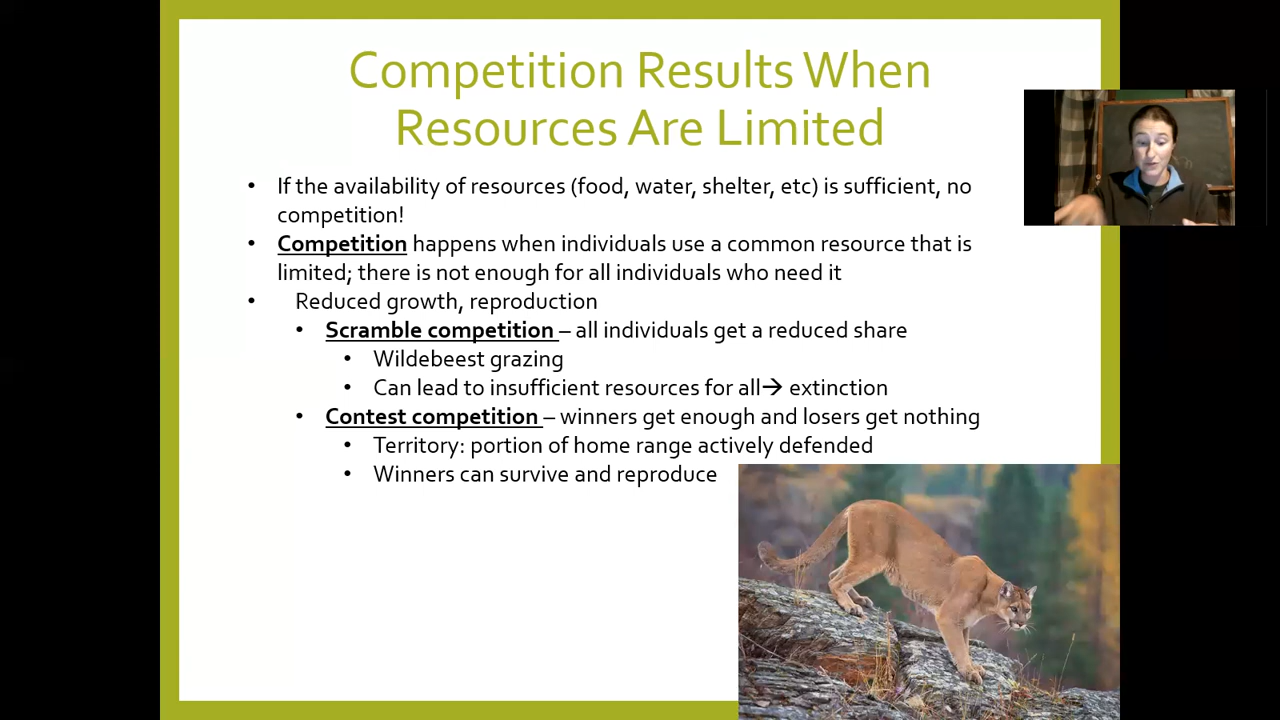 Competition Results When
Resources Are Limited
• If the availability of resources (food, water, shelter, etc) is sufficient, no
competition!
• Competition happens when individuals use a common resource that is
limited; there is not enough for all individuals who need it
• Reduced growth, reproduction
• Scramble competition – all individuals get a reduced share
• Wildebeest grazing
• Can lead to insufficient resources for all→ extinction
• Contest competition – winners get enough and losers get nothing
• Territory: portion of home range actively defended
• Winners can survive and reproduce